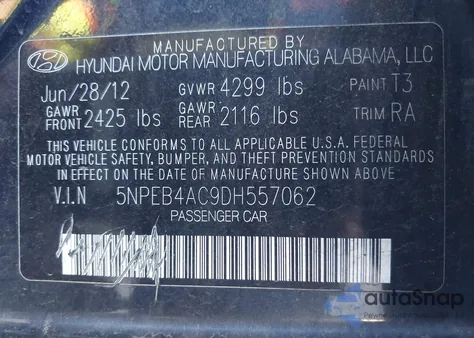 MANUFACTURED BY
HYUNDAI MOTOR MANUFACTURING ALABAMA, LLC
Jun/28/12 GVWR 4299 lbs PAINT T3
GAWR FRONT 2425 lbs GAWR REAR 2116 lbs TRIM RA
THIS VEHICLE CONFORMS TO ALL APPLICABLE U.S.A. FEDERAL
MOTOR VEHICLE SAFETY, BUMPER, AND THEFT PREVENTION STANDARDS
IN EFFECT ON THE DATE OF MANUFACTURE SHOWN ABOVE.
V.I.N 5NPEB4AC9DH557062
PASSENGER CAR
autoSnap